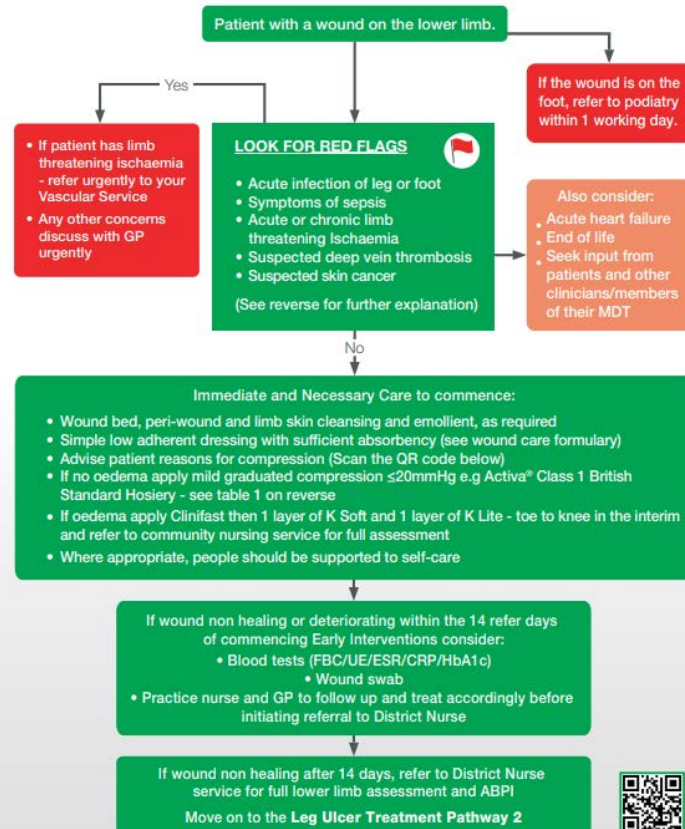 Patient with a wound on the lower limb.
Yes
If the wound is on the
foot, refer to podiatry
within 1 working day.
• If patient has limb
threatening ischaemia
- refer urgently to your
Vascular Service
• Any other concerns
discuss with GP
urgently
LOOK FOR RED FLAGS
• Acute infection of leg or foot
• Symptoms of sepsis
• Acute or chronic limb
threatening Ischaemia
• Suspected deep vein thrombosis
• Suspected skin cancer
(See reverse for further explanation)
Also consider:
• Acute heart failure
• End of life
• Seek input from
patients and other
clinicians/members
of their MDT
No
Immediate and Necessary Care to commence:
• Wound bed, peri-wound and limb skin cleansing and emollient, as required
• Simple low adherent dressing with sufficient absorbency (see wound care formulary)
• Advise patient reasons for compression (Scan the QR code below)
• If no oedema apply mild graduated compression ≤20mmHg e.g Activa® Class 1 British
Standard Hosiery - see table 1 on reverse
• If oedema apply Clinifast then 1 layer of K Soft and 1 layer of K Lite - toe to knee in the interim
and refer to community nursing service for full assessment
• Where appropriate, people should be supported to self-care
If wound non healing or deteriorating within the 14 refer days
of commencing Early Interventions consider:
• Blood tests (FBC/UE/ESR/CRP/HbA1c)
• Wound swab
• Practice nurse and GP to follow up and treat accordingly before
initiating referral to District Nurse
If wound non healing after 14 days, refer to District Nurse
service for full lower limb assessment and ABPI
Move on to the Leg Ulcer Treatment Pathway 2